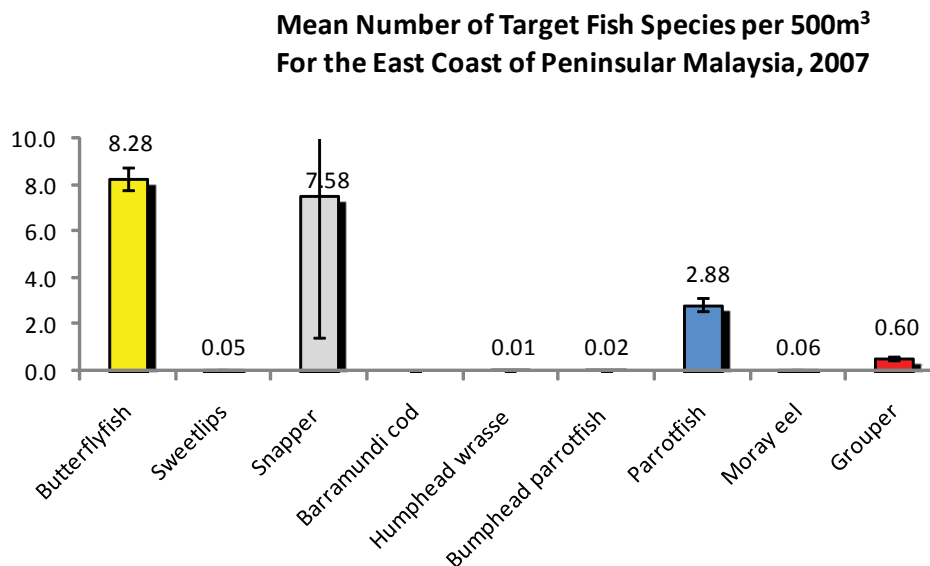 Mean Number of Target Fish Species per 500m³
For the East Coast of Peninsular Malaysia, 2007
10.0
8.0
6.0
4.0
2.0
0.0
8.28
0.05
7.58
0.01
0.02
2.88
0.06
0.60
Butterflyfish
Sweetlips
Snapper
Barramundi cod
Humphead wrasse
Bumphead parrotfish
Parrotfish
Moray eel
Grouper